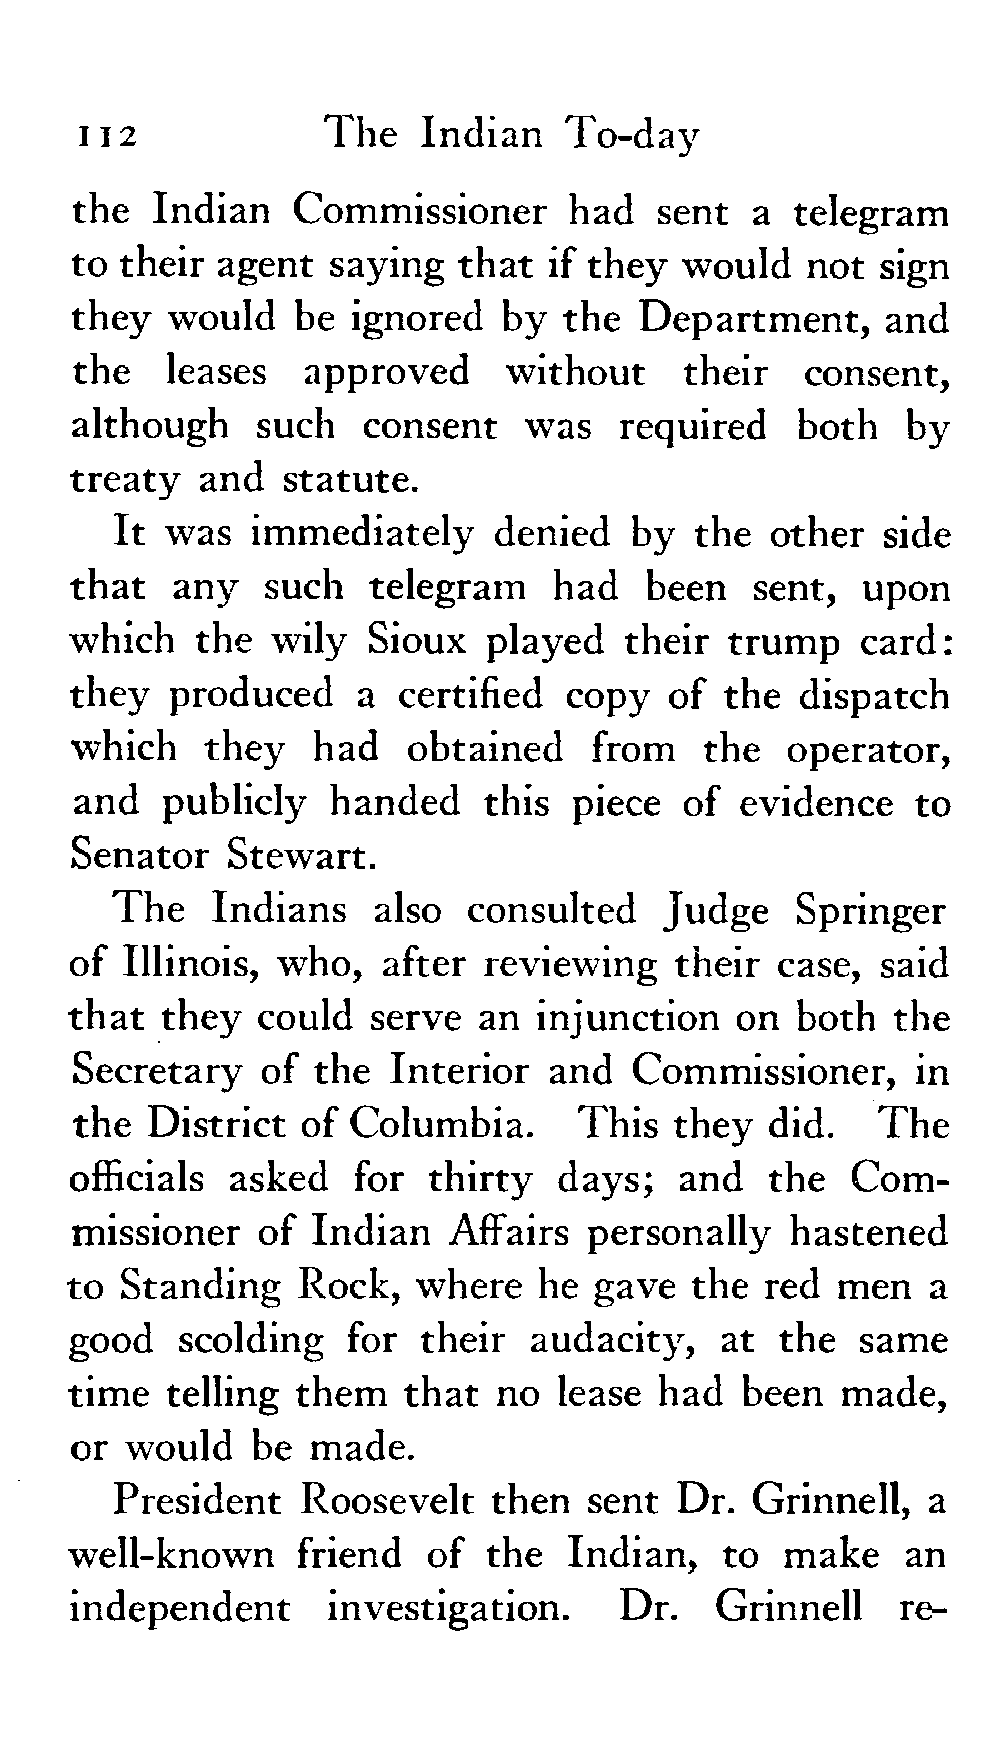 112 The Indian To-day
the Indian Commissioner had sent a telegram
to their agent saying that if they would not sign
they would be ignored by the Department, and
the leases approved without their consent,
although such consent was required both by
treaty and statute.
It was immediately denied by the other side
that any such telegram had been sent, upon
which the wily Sioux played their trump card:
they produced a certified copy of the dispatch
which they had obtained from the operator,
and publicly handed this piece of evidence to
Senator Stewart.
The Indians also consulted Judge Springer
of Illinois, who, after reviewing their case, said
that they could serve an injunction on both the
Secretary of the Interior and Commissioner, in
the District of Columbia. This they did. The
officials asked for thirty days; and the Com-
missioner of Indian Affairs personally hastened
to Standing Rock, where he gave the red men a
good scolding for their audacity, at the same
time telling them that no lease had been made,
or would be made.
President Roosevelt then sent Dr. Grinnell, a
well-known friend of the Indian, to make an
independent investigation. Dr. Grinnell re-